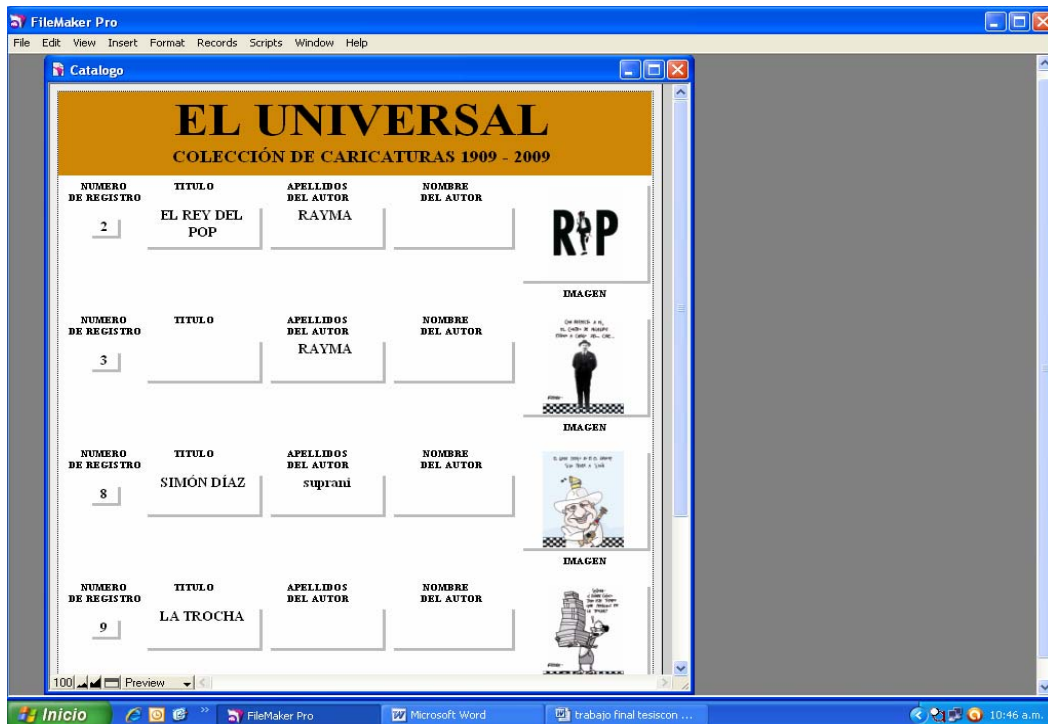 FileMaker Pro
File Edit View Insert Format Records Scripts Window Help
Catalogo
EL UNIVERSAL
COLECCIÓN DE CARICATURAS 1909 - 2009
NUMERO DE REGISTRO
TITULO
APELLIDOS DEL AUTOR
NOMBRE DEL AUTOR
2
EL REY DEL POP
RAYMA
RIP
IMAGEN
NUMERO DE REGISTRO
TITULO
APELLIDOS DEL AUTOR
NOMBRE DEL AUTOR
3
RAYMA
IMAGEN
NUMERO DE REGISTRO
TITULO
APELLIDOS DEL AUTOR
NOMBRE DEL AUTOR
8
SIMÓN DÍAZ
suprani
IMAGEN
NUMERO DE REGISTRO
TITULO
APELLIDOS DEL AUTOR
NOMBRE DEL AUTOR
9
LA TROCHA
100 Preview
Inicio FileMaker Pro Microsoft Word trabajo final tesiscon ... 10:46 a.m.